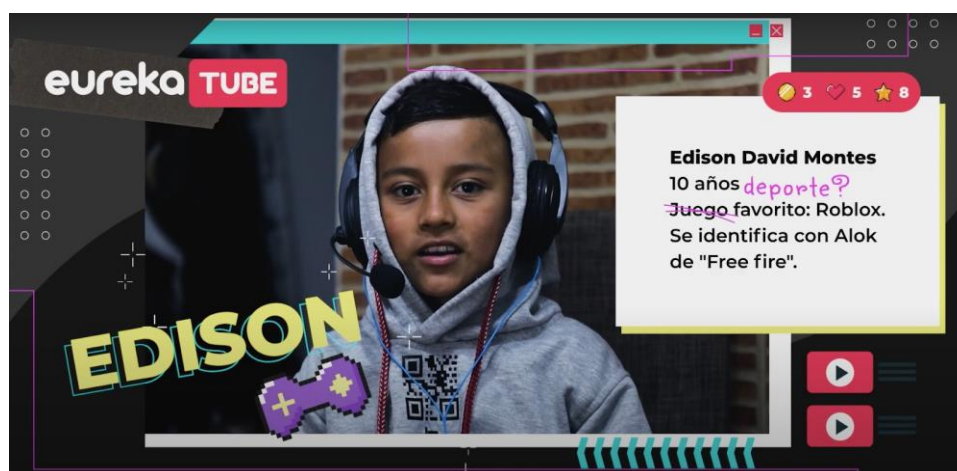 eureka TUBE
3 5 8
Edison David Montes
10 años deporte?
Juego favorito: Roblox.
Se identifica con Alok
de "Free fire".
EDISON